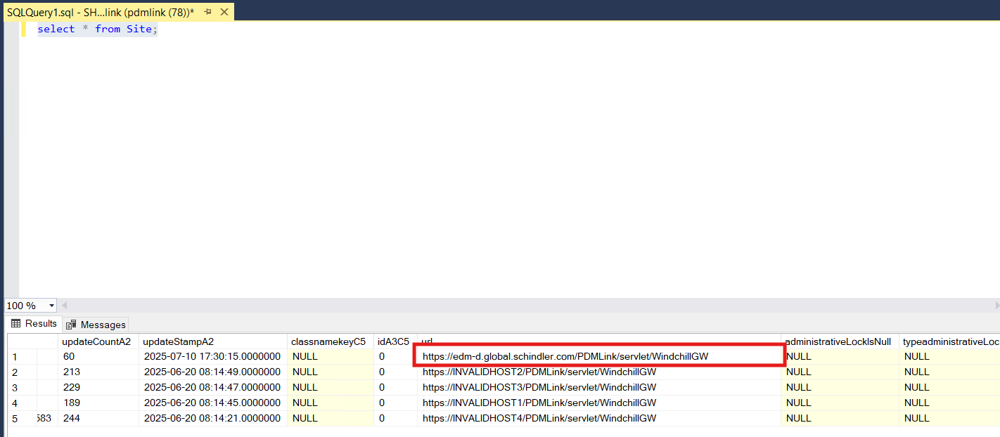 SQLQuery1.sql - SH...link (pdmlink (78))*
select * from Site;
100 %
Results Messages
updateCountA2 updateStampA2 classnamekeyC5 idA3C5 url administrativeLockIsNull typeadministrativeLoc
1 60 2025-07-10 17:30:15.0000000 NULL 0 https://edm-d.global.schindler.com/PDMLink/servlet/WindchillGW NULL NULL
2 213 2025-06-20 08:14:49.0000000 NULL 0 https://INVALIDHOST2/PDMLink/servlet/WindchillGW NULL NULL
3 229 2025-06-20 08:14:47.0000000 NULL 0 https://INVALIDHOST3/PDMLink/servlet/WindchillGW NULL NULL
4 189 2025-06-20 08:14:45.0000000 NULL 0 https://INVALIDHOST1/PDMLink/servlet/WindchillGW NULL NULL
5 583 244 2025-06-20 08:14:21.0000000 NULL 0 https://INVALIDHOST4/PDMLink/servlet/WindchillGW NULL NULL